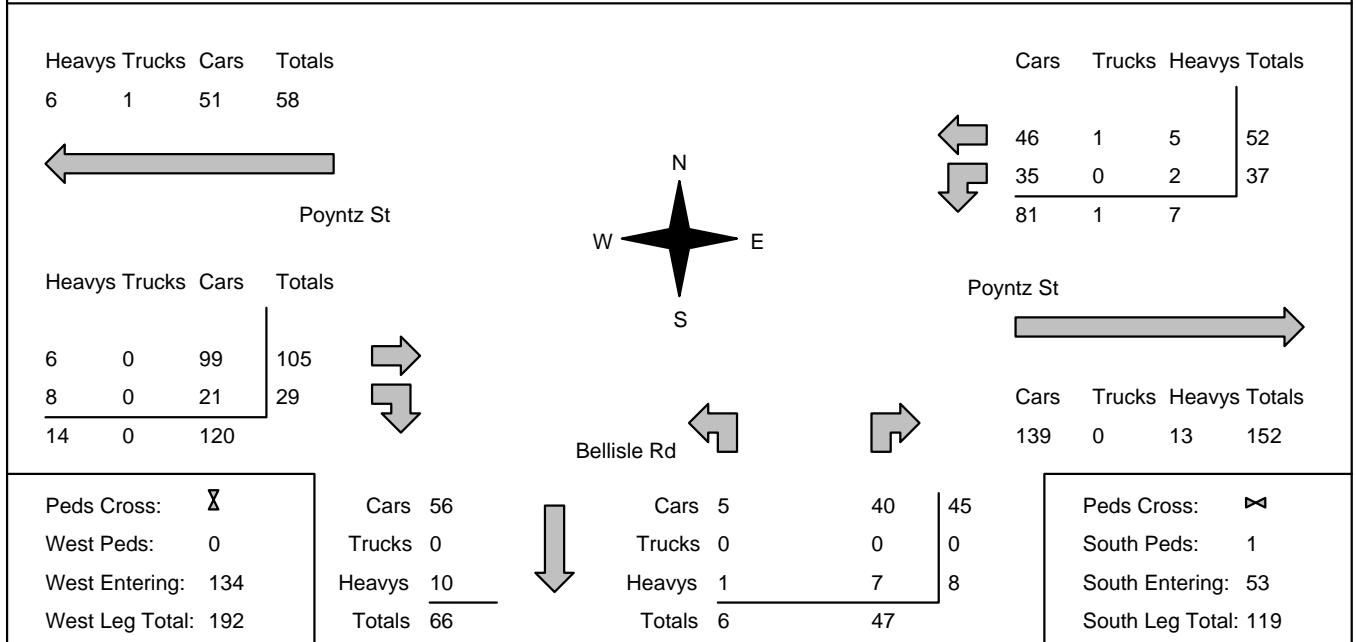 Heavys Trucks Cars Totals
6 1 51 58
Cars Trucks Heavys Totals
46 1 5 52
35 0 2 37
81 1 7
N
W E
S
Poyntz St
Poyntz St
Heavys Trucks Cars Totals
6 0 99 105
8 0 21 29
14 0 120
Cars Trucks Heavys Totals
139 0 13 152
Bellisle Rd
Peds Cross:
West Peds: 0
West Entering: 134
West Leg Total: 192
Cars 56
Trucks 0
Heavys 10
Totals 66
Cars 5 40 45
Trucks 0 0 0
Heavys 1 7 8
Totals 6 47
Peds Cross:
South Peds: 1
South Entering: 53
South Leg Total: 119